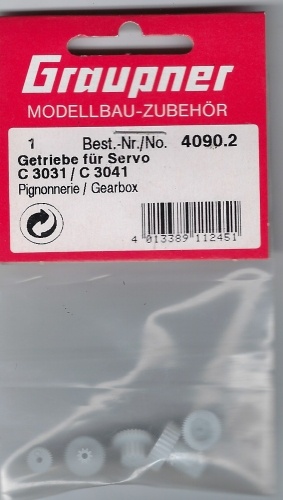 Graupner
MODELLBAU-ZUBEHÖR
1 Best.-Nr./No. 4090.2
Getriebe für Servo
C 3031 / C 3041
Pignonnerie / Gearbox
4 013389 112451